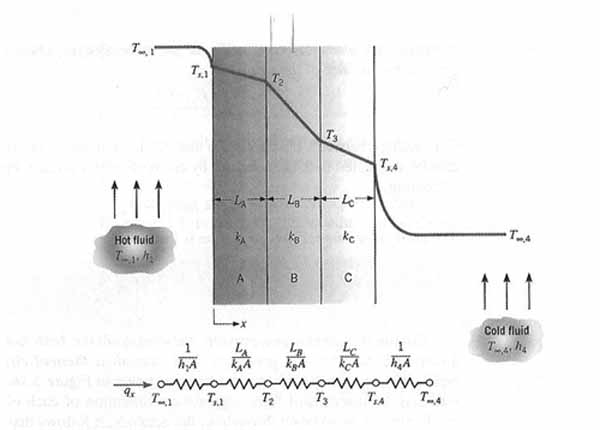 T∞,1
Ts,1
T2
T3
Ts,4
LA LB LC
Hot fluid
T∞,1, h1
kA kB kC
T∞,4
A B C
x
Cold fluid
T∞,4, h4
1/h1A LA/kAA LB/kBA LC/kCA 1/h4A
qx T∞,1 Ts,1 T2 T3 Ts,4 T∞,4